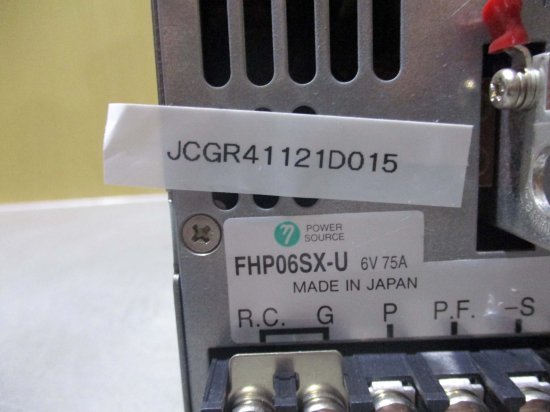 JCGR41121D015
η POWER
SOURCE
FHP06SX-U 6V 75A
MADE IN JAPAN
R.C. G P P.F. -S